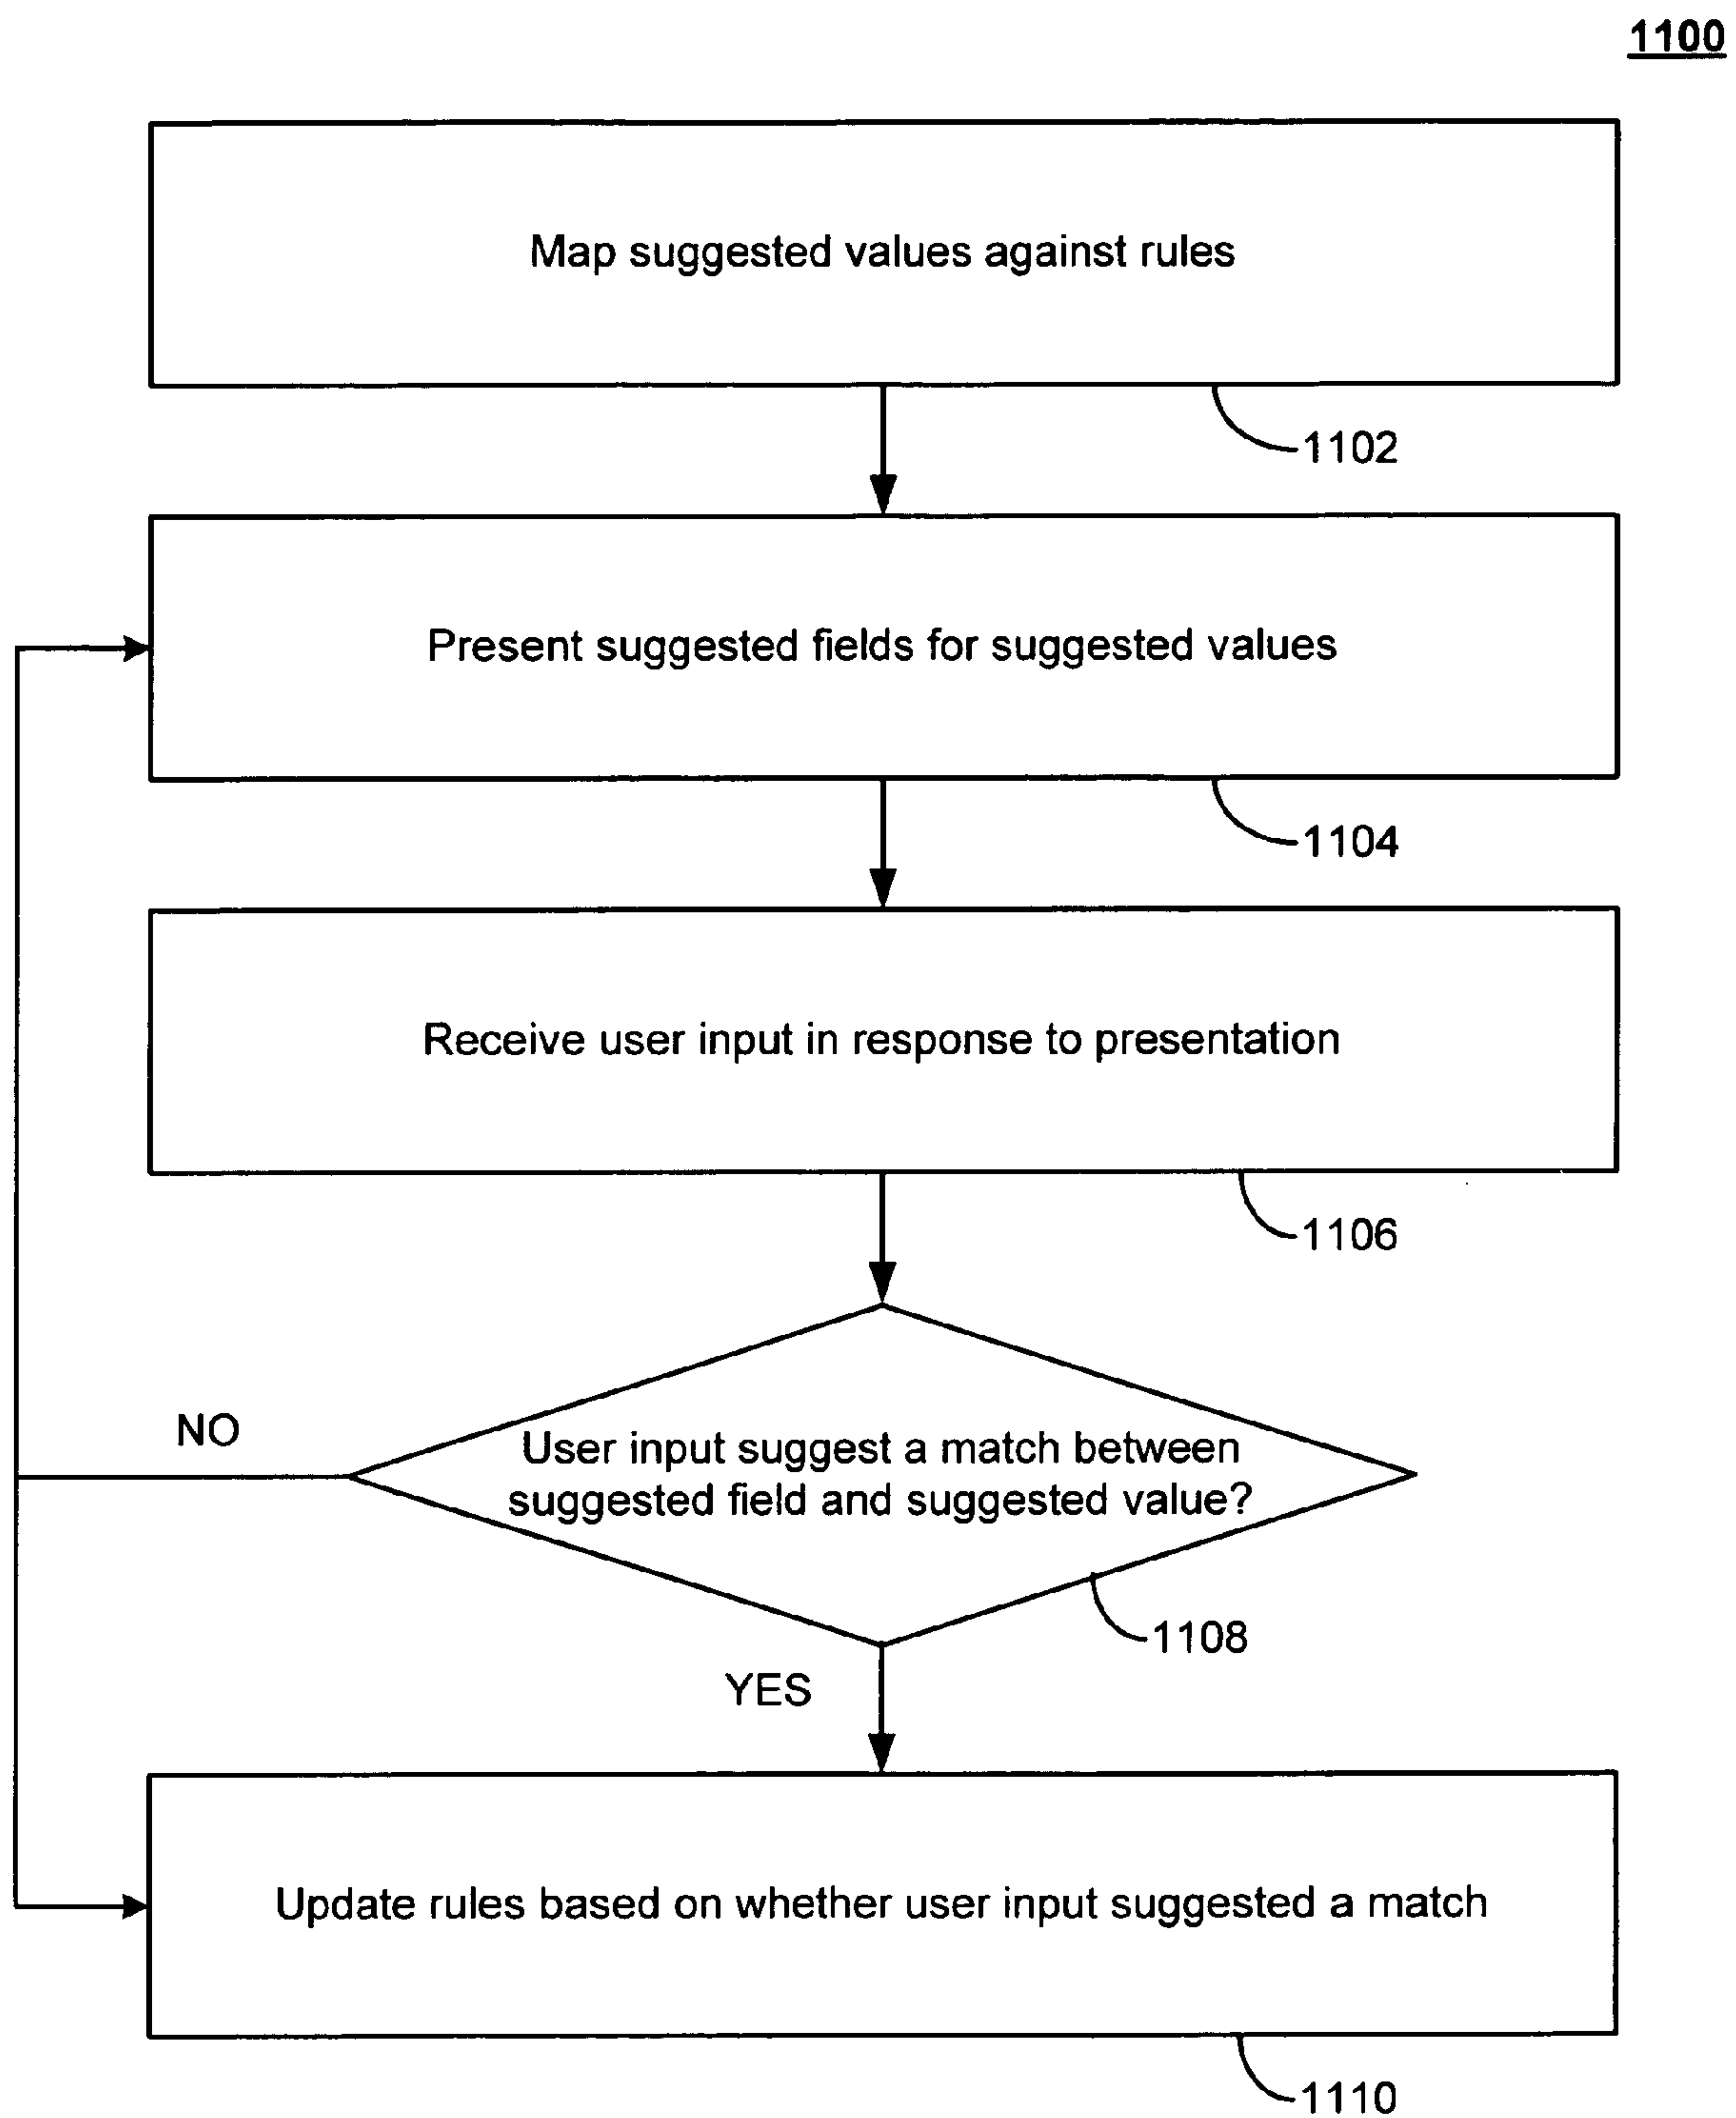 1100
Map suggested values against rules
1102
Present suggested fields for suggested values
1104
Receive user input in response to presentation
1106
NO
User input suggest a match between
suggested field and suggested value?
1108
YES
Update rules based on whether user input suggested a match
1110